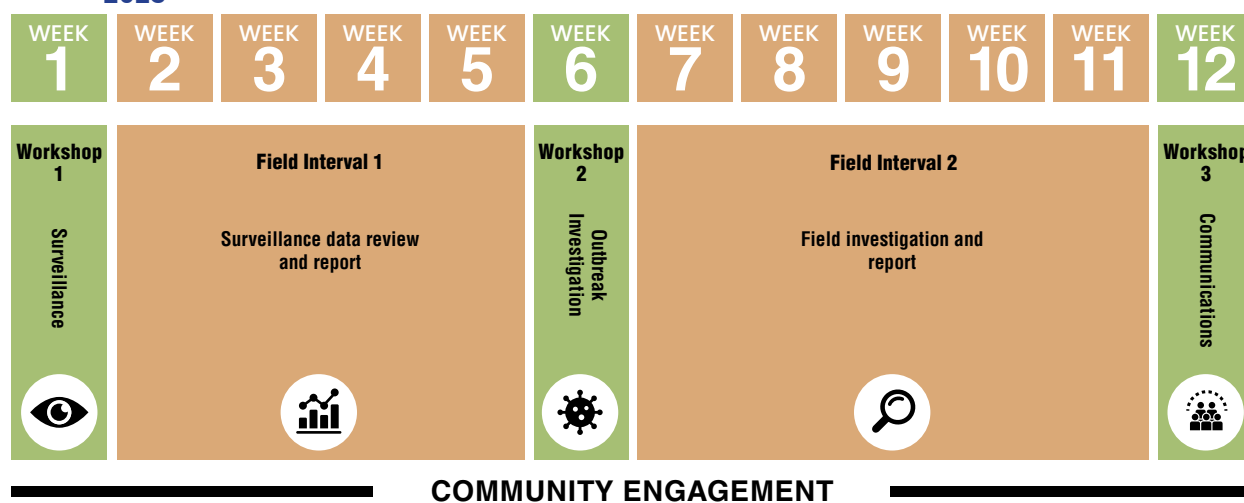 WEEK 1 WEEK 2 WEEK 3 WEEK 4 WEEK 5 WEEK 6 WEEK 7 WEEK 8 WEEK 9 WEEK 10 WEEK 11 WEEK 12
Workshop
1
Surveillance
Field Interval 1
Surveillance data review
and report
Workshop
2
Outbreak
Investigation
Field Interval 2
Field investigation and
report
Workshop
3
Communications
COMMUNITY ENGAGEMENT